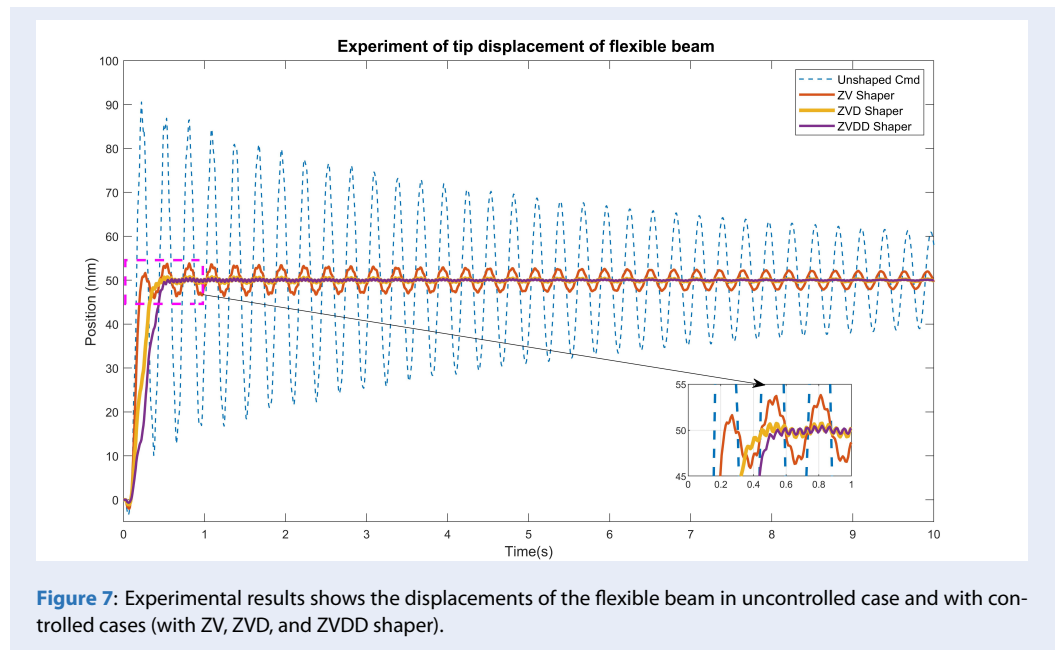 Experiment of tip displacement of flexible beam
100
90
80
70
60
50
40
30
20
10
0
Position (mm)
Unshaped Cmd
ZV Shaper
ZVD Shaper
ZVDD Shaper
55
50
45
0 0.2 0.4 0.6 0.8 1
0 1 2 3 4 5 6 7 8 9 10
Time(s)
Figure 7: Experimental results shows the displacements of the flexible beam in uncontrolled case and with con-
trolled cases (with ZV, ZVD, and ZVDD shaper).